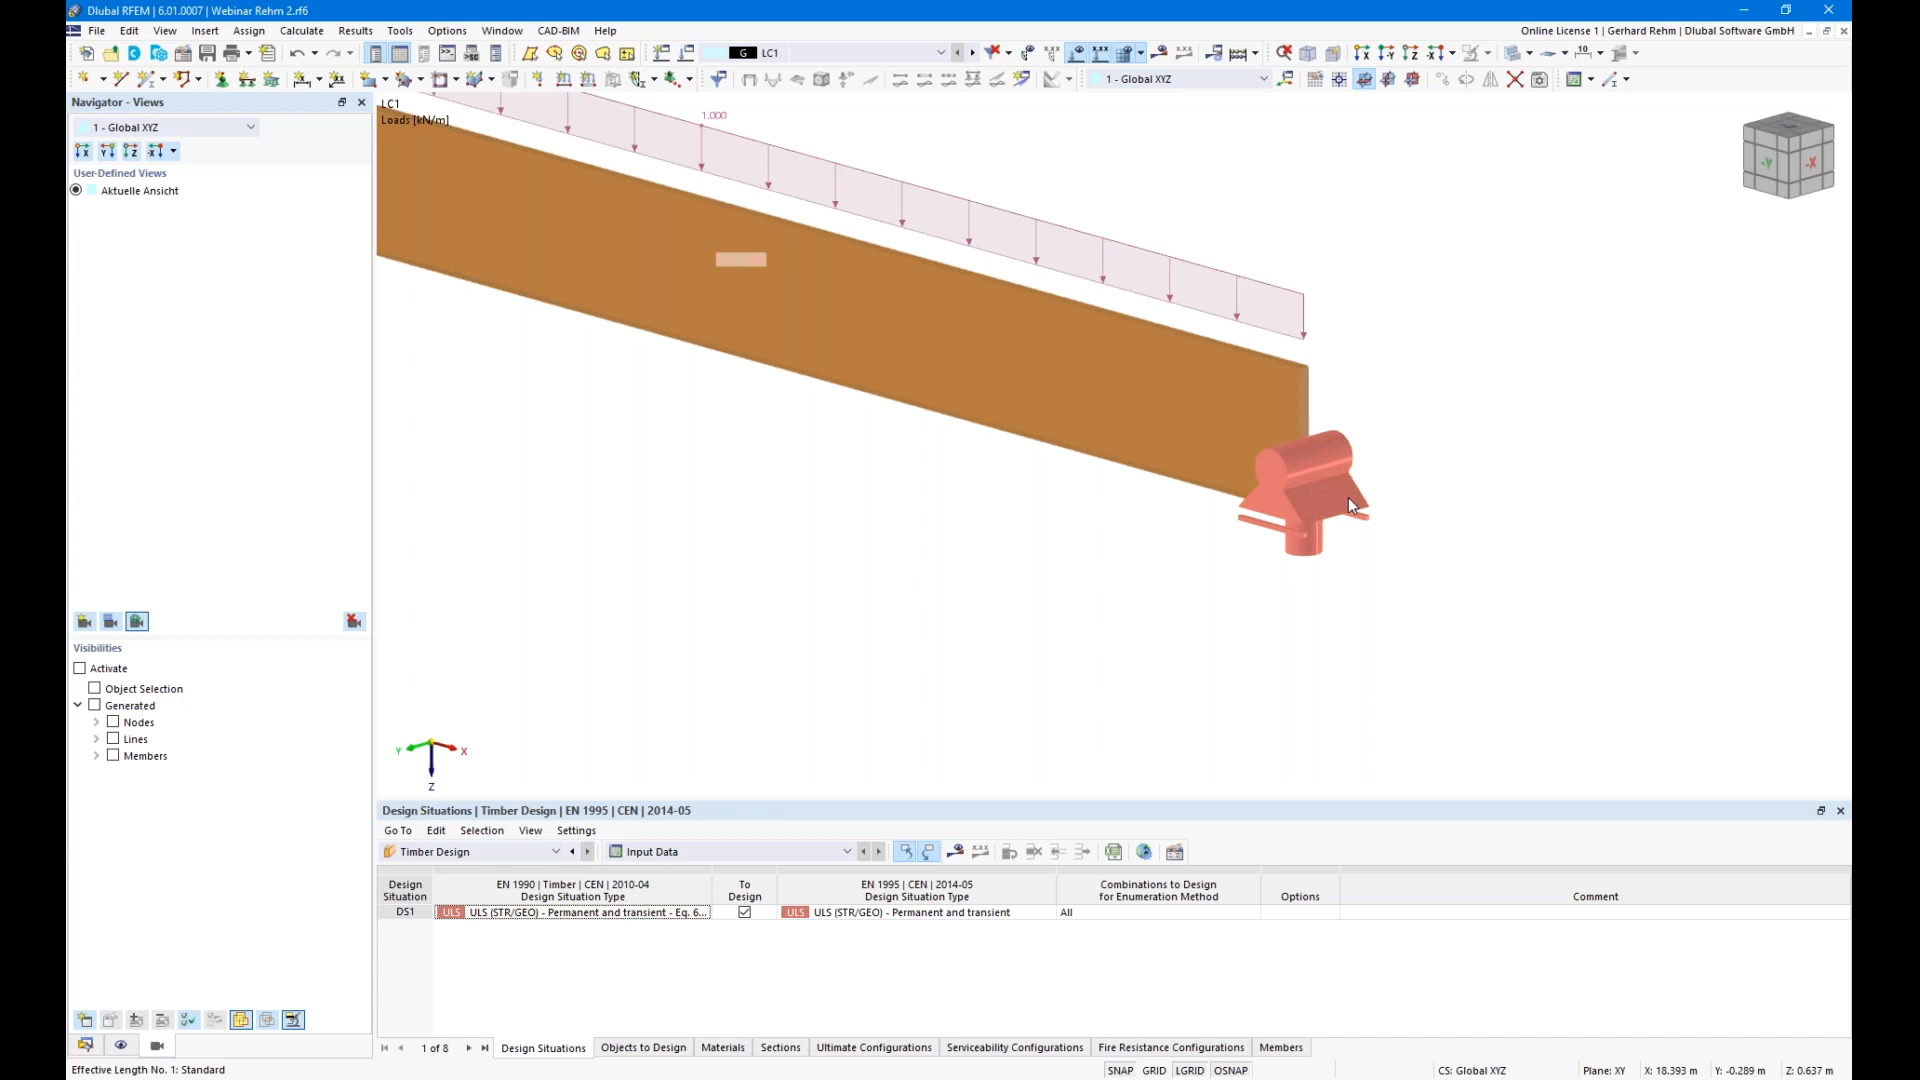 Dlubal RFEM | 6.01.0007 | Webinar Rehm 2.rf6
File Edit View Insert Assign Calculate Results Tools Options Window CAD-BIM Help
Online License 1 | Gerhard Rehm | Dlubal Software GmbH
G LC1
1 - Global XYZ
Navigator - Views
1 - Global XYZ
User-Defined Views
Aktuelle Ansicht
LC1
Loads [kN/m]
1.000
-Y -X
Visibilities
Activate
Object Selection
Generated
Nodes
Lines
Members
Y X
Z
Design Situations | Timber Design | EN 1995 | CEN | 2014-05
Go To Edit Selection View Settings
Timber Design Input Data
Design Situation
EN 1990 | Timber | CEN | 2010-04 Design Situation Type
To Design
EN 1995 | CEN | 2014-05 Design Situation Type
Combinations to Design for Enumeration Method
Options
Comment
DS1 ULS ULS (STR/GEO) - Permanent and transient - Eq. 6... ULS ULS (STR/GEO) - Permanent and transient All
1 of 8 Design Situations Objects to Design Materials Sections Ultimate Configurations Serviceability Configurations Fire Resistance Configurations Members
Effective Length No. 1: Standard
SNAP GRID LGRID OSNAP
CS: Global XYZ
Plane: XY X: 18.393 m Y: -0.289 m Z: 0.637 m